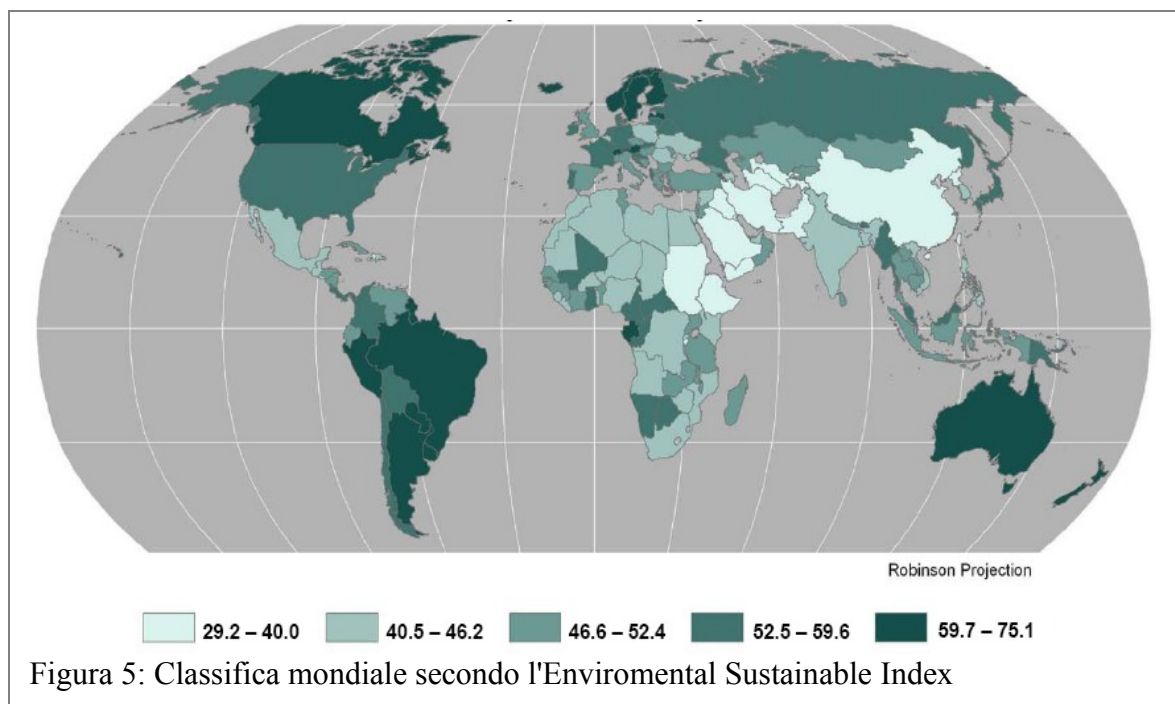 Robinson Projection
29.2 – 40.0 40.5 – 46.2 46.6 – 52.4 52.5 – 59.6 59.7 – 75.1
Figura 5: Classifica mondiale secondo l'Enviromental Sustainable Index